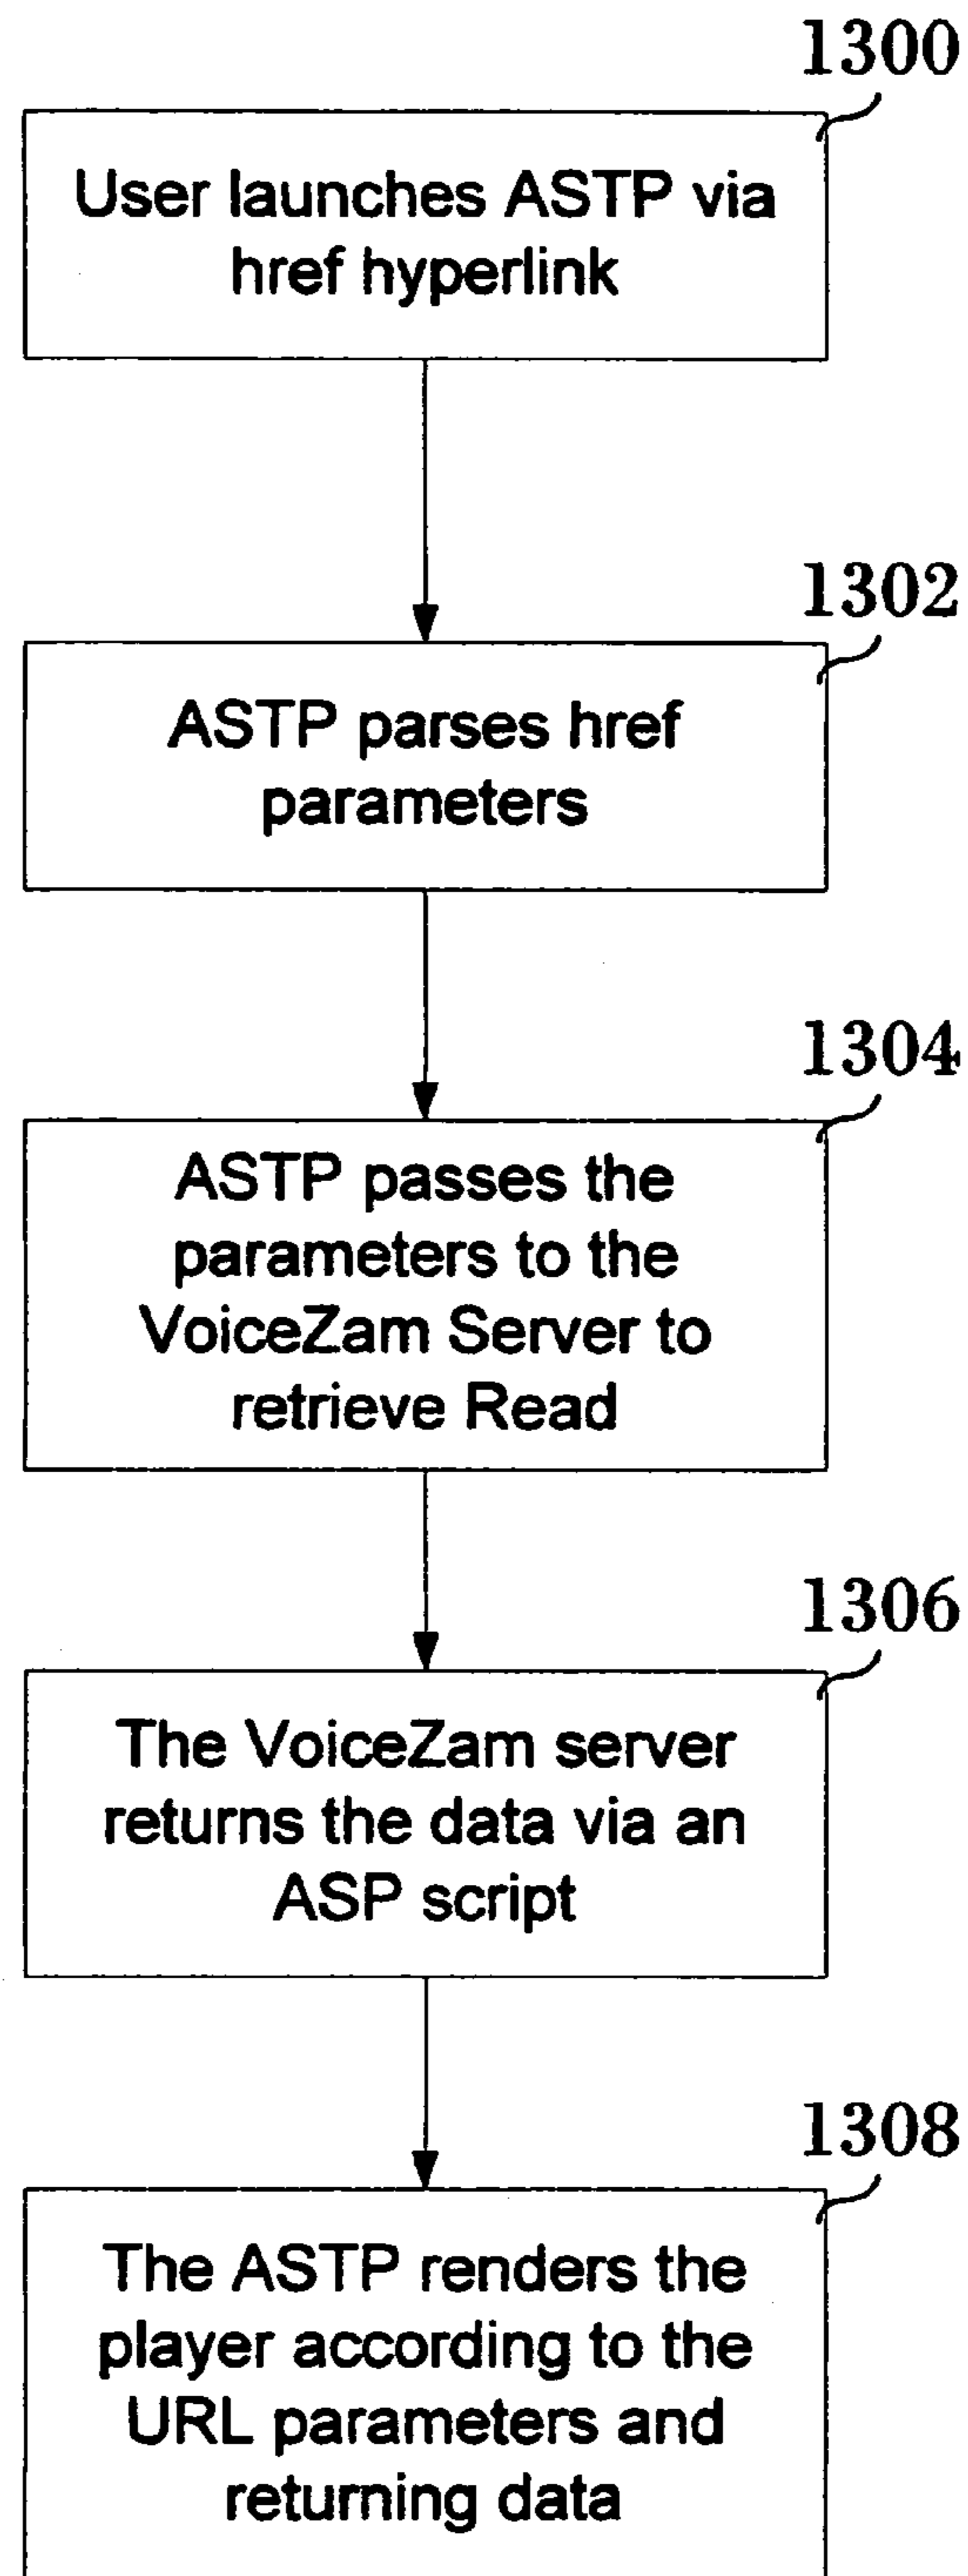 1300
User launches ASTP via
href hyperlink
1302
ASTP parses href
parameters
1304
ASTP passes the
parameters to the
VoiceZam Server to
retrieve Read
1306
The VoiceZam server
returns the data via an
ASP script
1308
The ASTP renders the
player according to the
URL parameters and
returning data